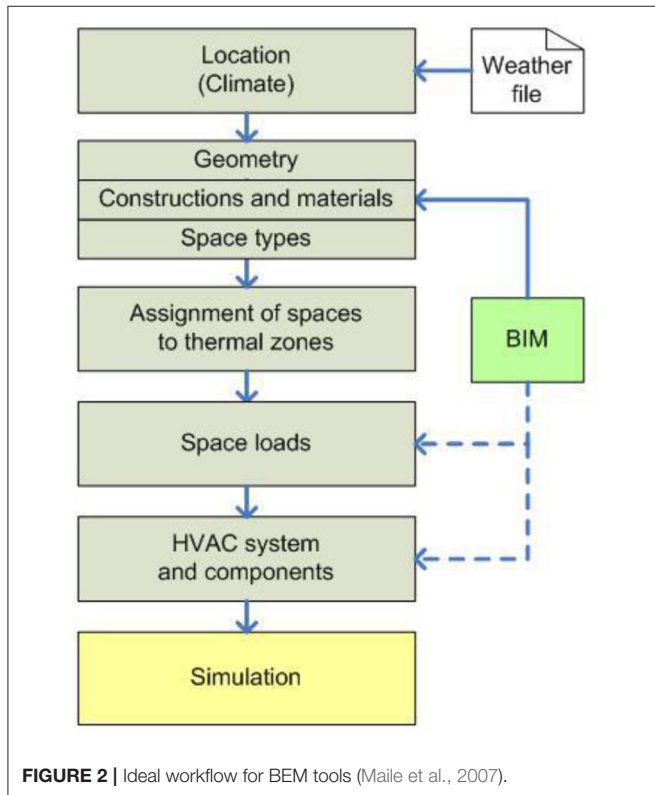 Location
(Climate)
Weather
file
Geometry
Constructions and materials
Space types
Assignment of spaces
to thermal zones
BIM
Space loads
HVAC system
and components
Simulation
FIGURE 2 | Ideal workflow for BEM tools (Maile et al., 2007).